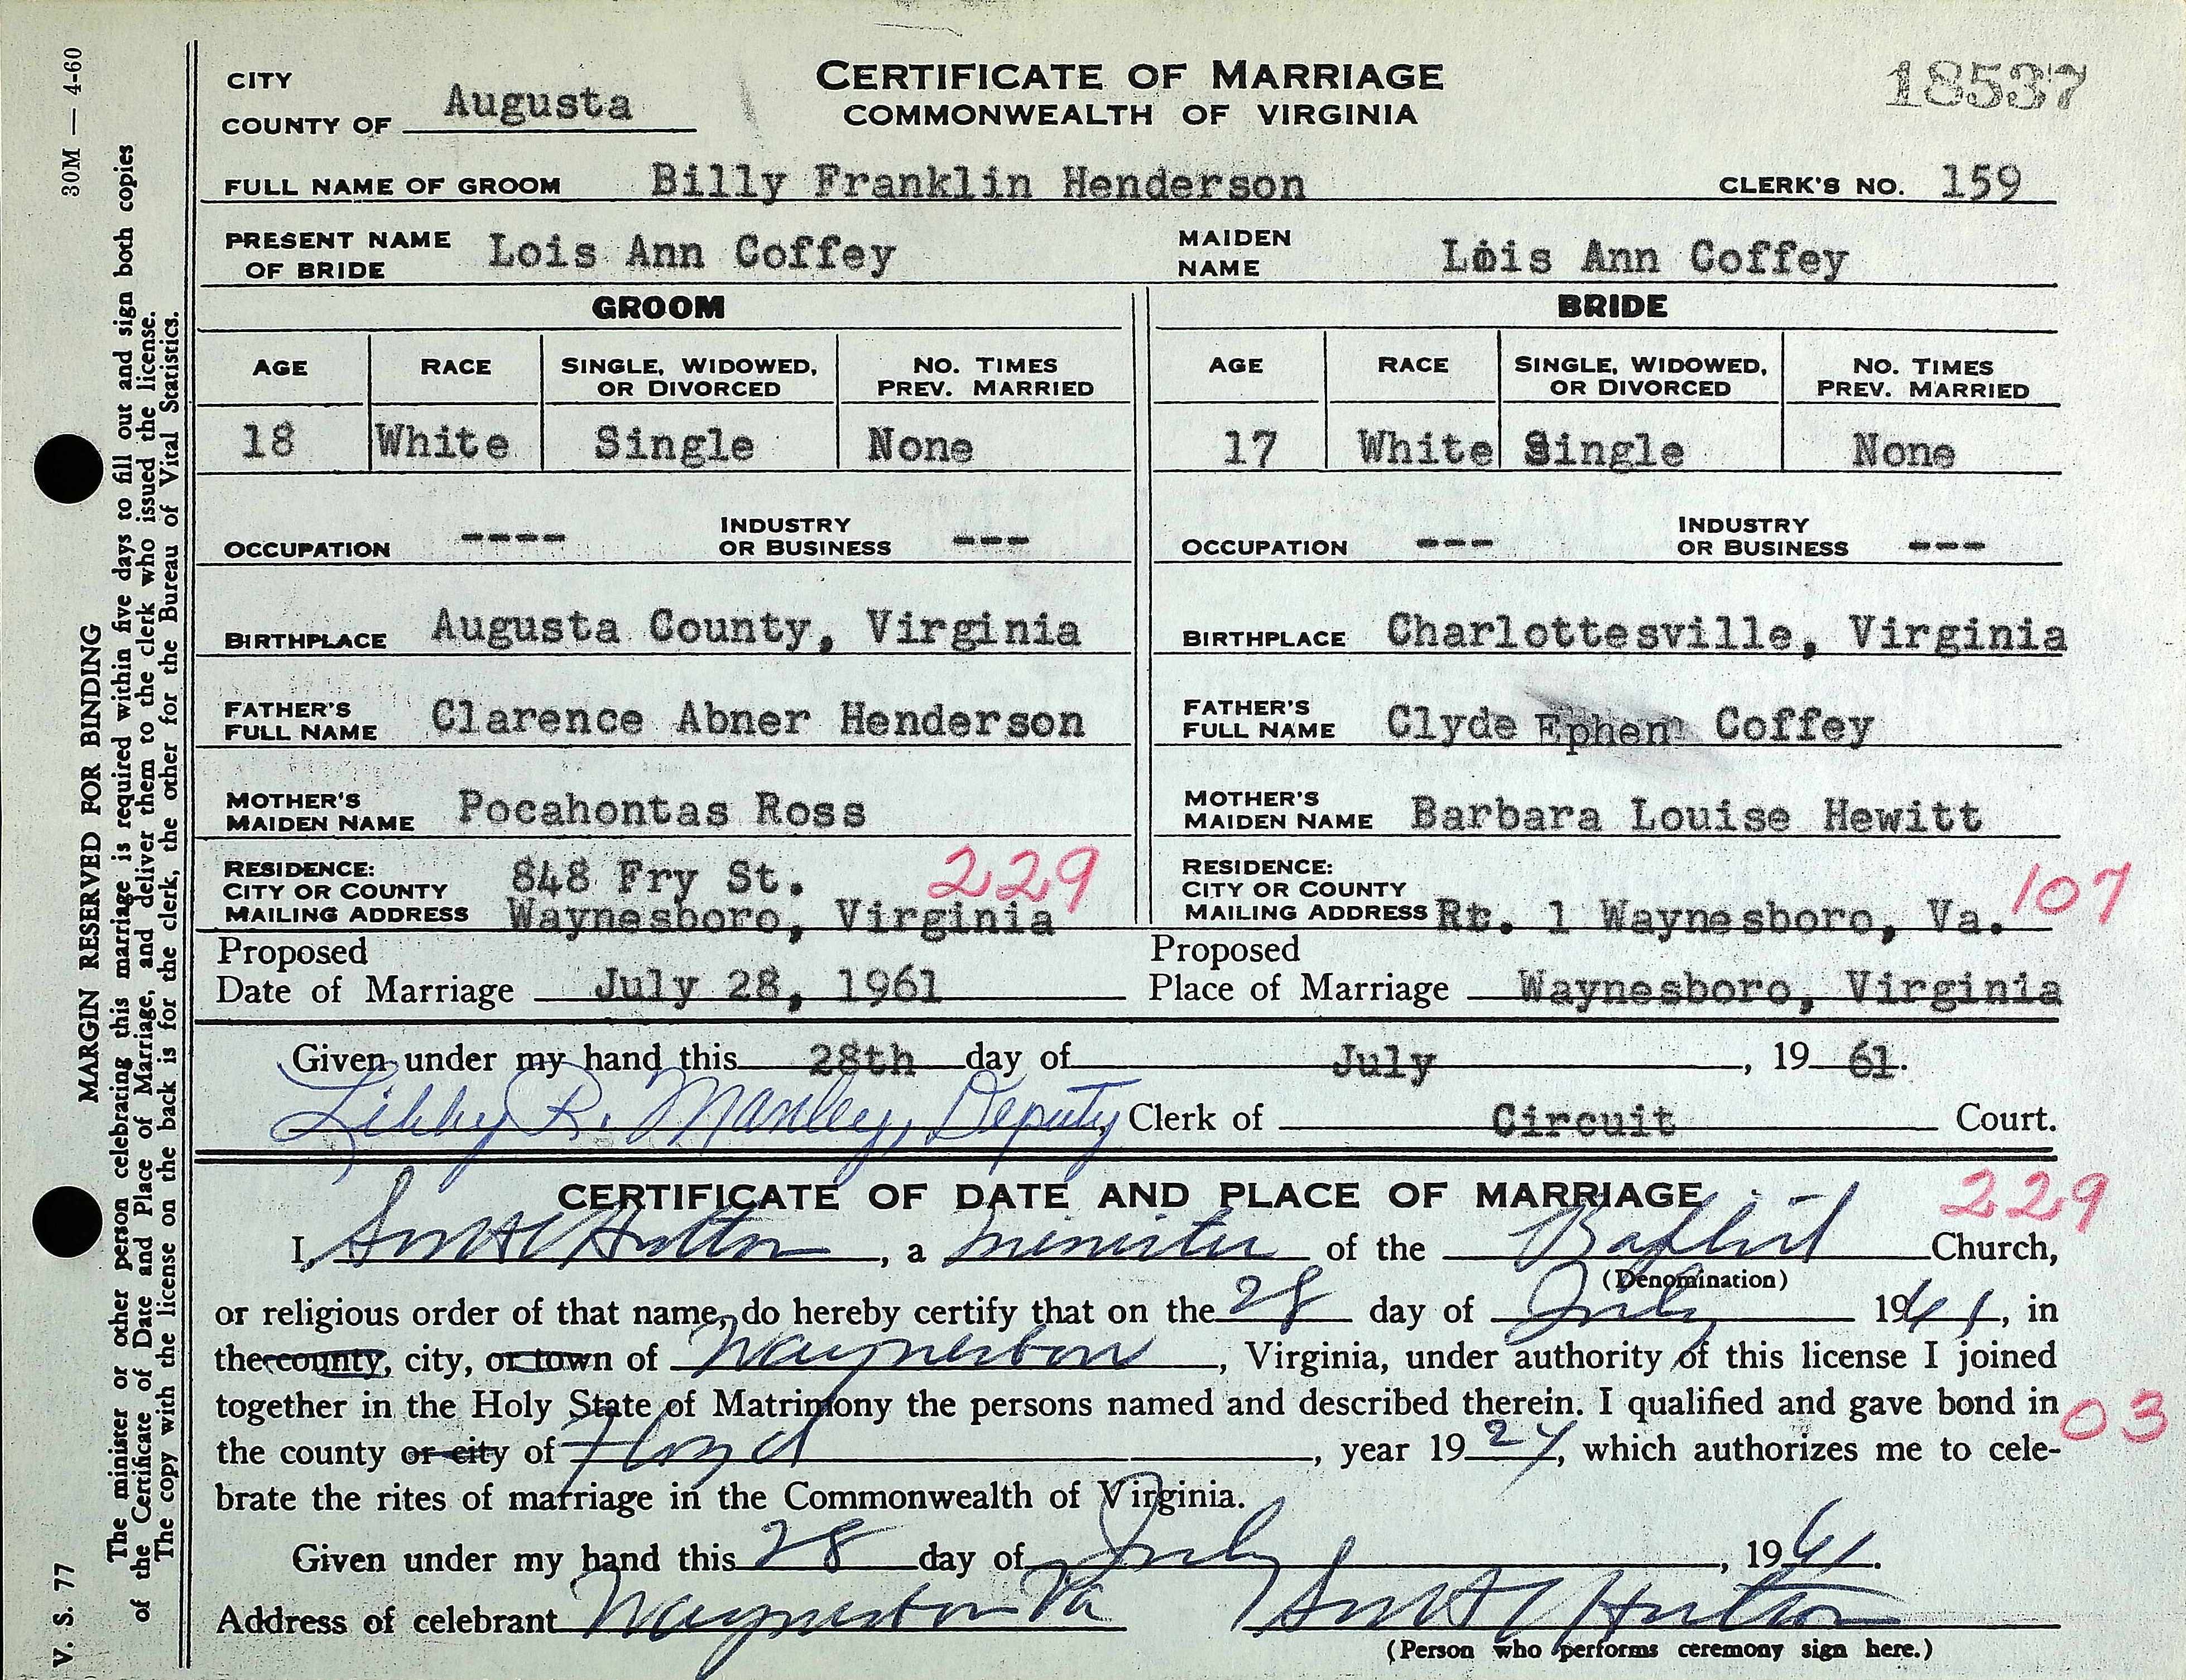 CITY
COUNTY OF Augusta
CERTIFICATE OF MARRIAGE
COMMONWEALTH OF VIRGINIA
18537
FULL NAME OF GROOM Billy Franklin Henderson CLERK'S NO. 159
PRESENT NAME OF BRIDE Lois Ann Coffey MAIDEN NAME Lois Ann Coffey
GROOM BRIDE
AGE RACE SINGLE, WIDOWED, OR DIVORCED NO. TIMES PREV. MARRIED AGE RACE SINGLE, WIDOWED, OR DIVORCED NO. TIMES PREV. MARRIED
18 White Single None 17 White Single None
OCCUPATION ---- INDUSTRY OR BUSINESS --- OCCUPATION --- INDUSTRY OR BUSINESS ---
BIRTHPLACE Augusta County, Virginia BIRTHPLACE Charlottesville, Virginia
FATHER'S FULL NAME Clarence Abner Henderson FATHER'S FULL NAME Clyde Ephem Coffey
MOTHER'S MAIDEN NAME Pocahontas Ross MOTHER'S MAIDEN NAME Barbara Louise Hewitt
RESIDENCE: CITY OR COUNTY MAILING ADDRESS 848 Fry St. Waynesboro, Virginia 229
RESIDENCE: CITY OR COUNTY MAILING ADDRESS Rt. 1 Waynesboro, Va. 107
Proposed Date of Marriage July 28, 1961 Proposed Place of Marriage Waynesboro, Virginia
Given under my hand this 28th day of July, 19 61.
Libby R. Manley, Deputy Clerk of Circuit Court.
CERTIFICATE OF DATE AND PLACE OF MARRIAGE 229
I, Hutton, a minister of the Baptist Church,
(Denomination)
or religious order of that name, do hereby certify that on the 28 day of July 1961, in
the county, city, or town of Waynesboro, Virginia, under authority of this license I joined
together in the Holy State of Matrimony the persons named and described therein. I qualified and gave bond in 03
the county or city of Floyd, year 19 24, which authorizes me to cele-
brate the rites of marriage in the Commonwealth of Virginia.
Given under my hand this 28 day of July, 1961.
Address of celebrant Waynesboro Va Hutton
(Person who performs ceremony sign here.)
V. S. 77
MARGIN RESERVED FOR BINDING
30M — 4-60
The minister or other person celebrating this marriage is required within five days to fill out and sign both copies
of the Certificate of Date and Place of Marriage, and deliver them to the clerk who issued the license.
The copy with the license on the back is for the clerk, the other for the Bureau of Vital Statistics.